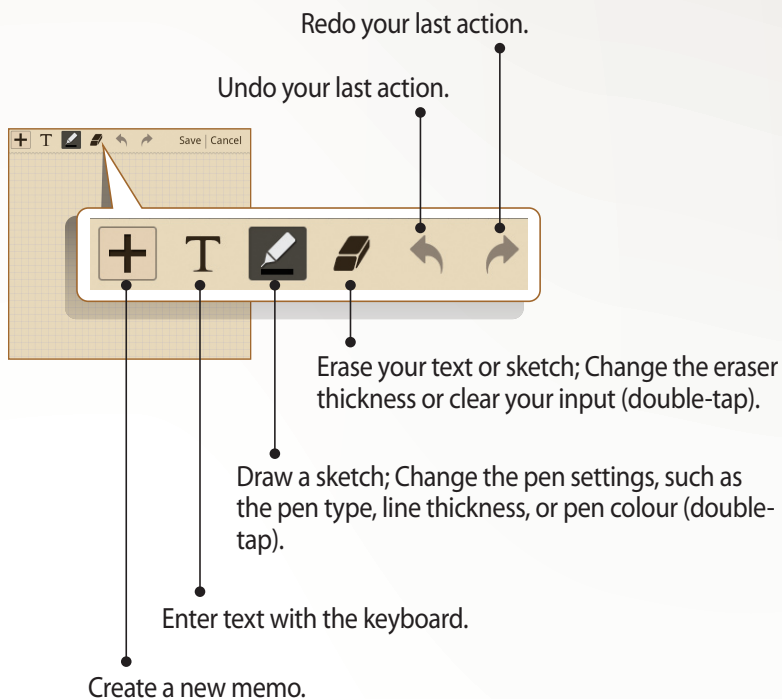 Redo your last action.
Undo your last action.
T Save | Cancel
T
Erase your text or sketch; Change the eraser
thickness or clear your input (double-tap).
Draw a sketch; Change the pen settings, such as
the pen type, line thickness, or pen colour (double-
tap).
Enter text with the keyboard.
Create a new memo.